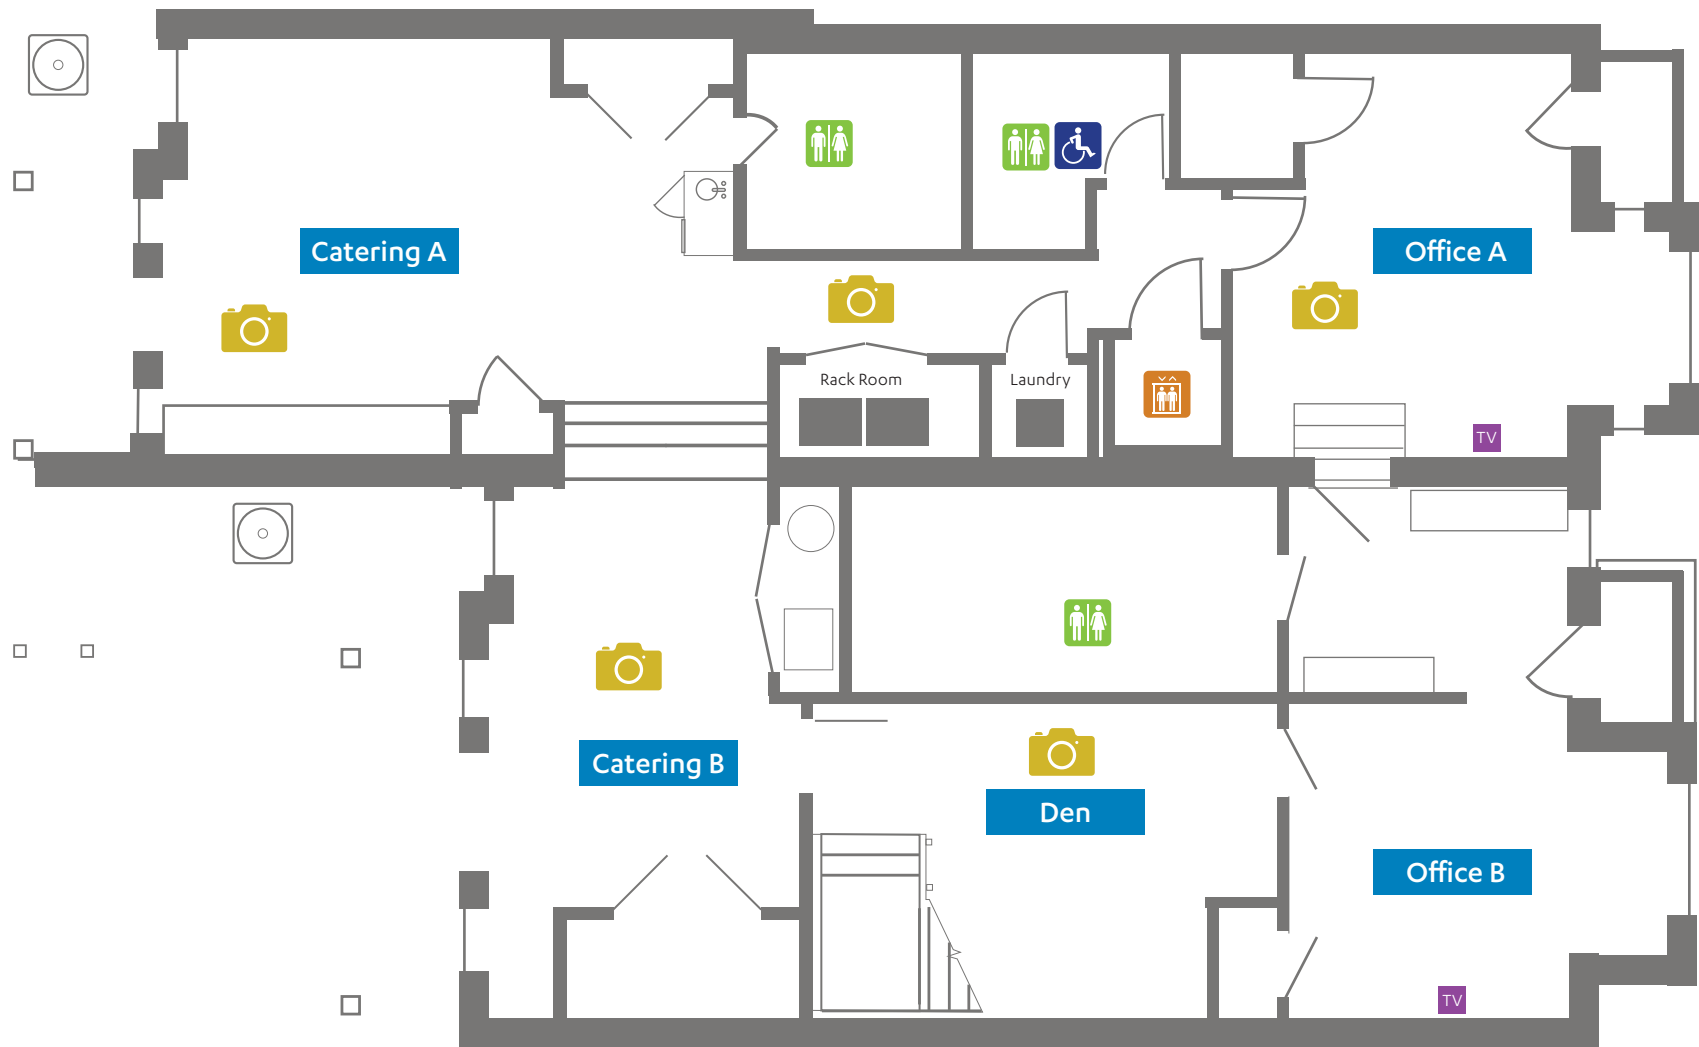 Catering A
Office A
Rack Room
Laundry
TV
Catering B
Den
Office B
TV